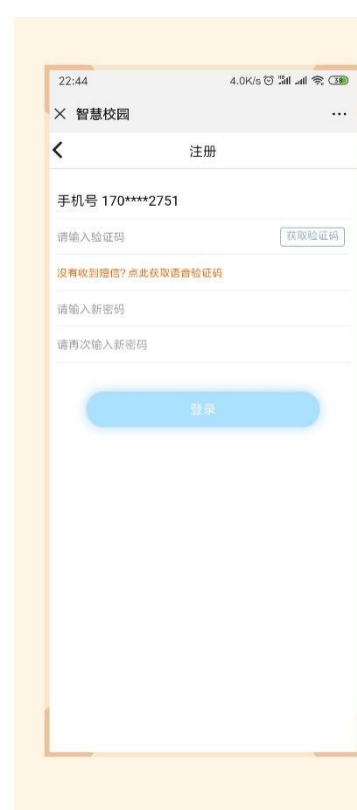 22:44 4.0K/s 38
智慧校园 ...
注册
手机号 170****2751
请输入验证码 获取验证码
没有收到短信?点此获取语音验证码
请输入新密码
请再次输入新密码
登录